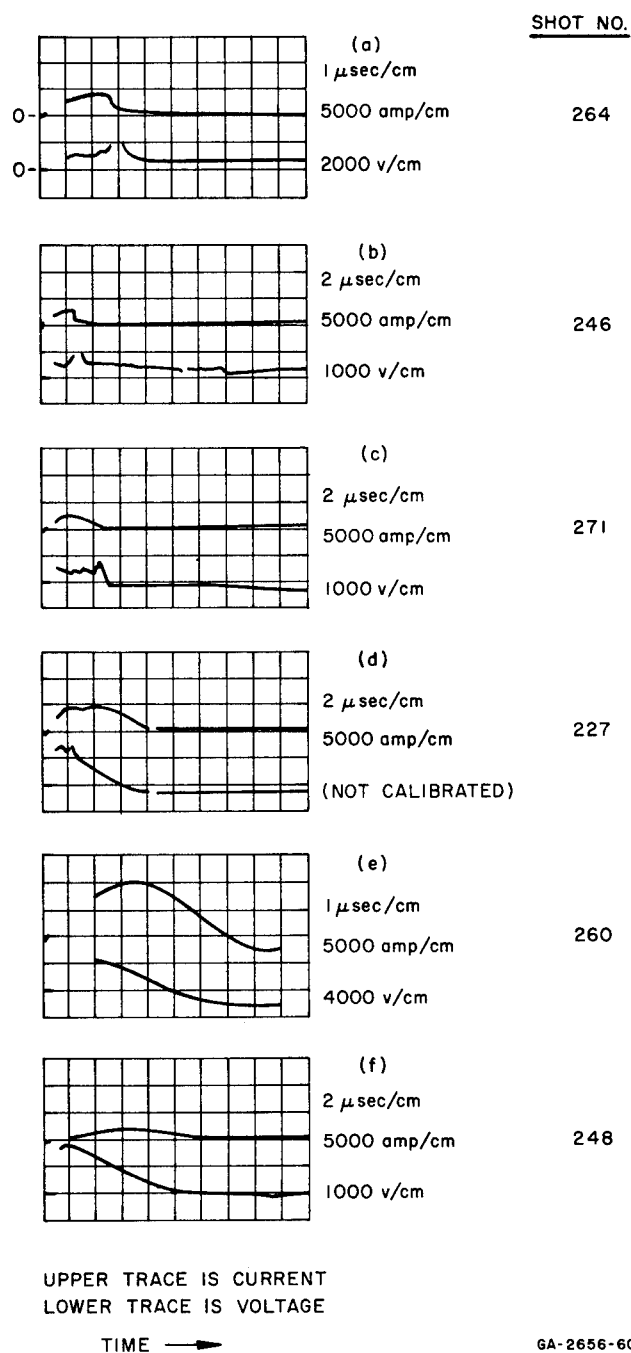 SHOT NO.
(a)
1 μsec/cm
0- 5000 amp/cm 264
0- 2000 v/cm
(b)
2 μsec/cm
5000 amp/cm 246
1000 v/cm
(c)
2 μsec/cm
5000 amp/cm 271
1000 v/cm
(d)
2 μsec/cm
5000 amp/cm 227
(NOT CALIBRATED)
(e)
1 μsec/cm
5000 amp/cm 260
4000 v/cm
(f)
2 μsec/cm
5000 amp/cm 248
1000 v/cm
UPPER TRACE IS CURRENT
LOWER TRACE IS VOLTAGE
TIME
GA-2656-60